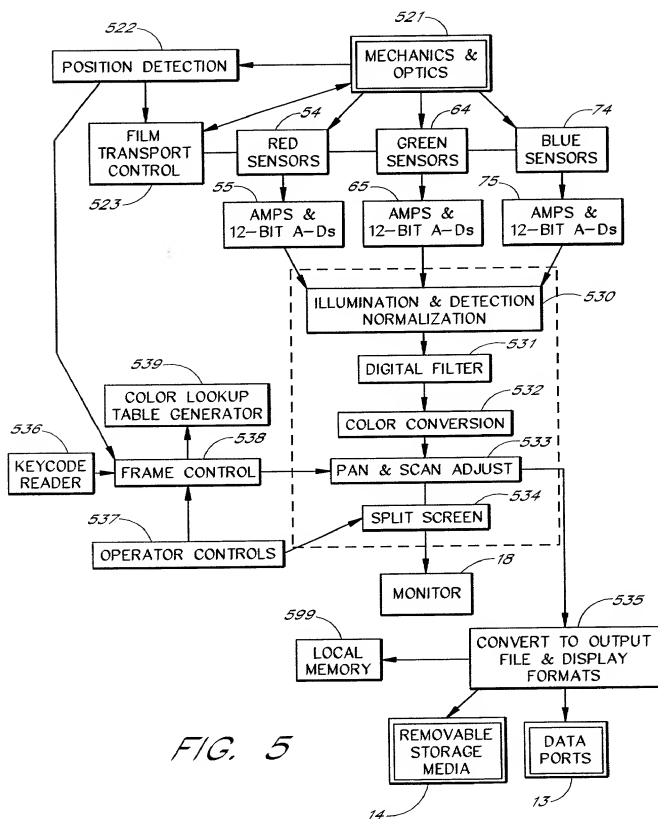 522
521
POSITION DETECTION
MECHANICS &
OPTICS
54
64
74
FILM
TRANSPORT
CONTROL
RED
SENSORS
GREEN
SENSORS
BLUE
SENSORS
523
55
65
75
AMPS &
12-BIT A-Ds
AMPS &
12-BIT A-Ds
AMPS &
12-BIT A-Ds
ILLUMINATION & DETECTION
NORMALIZATION
530
531
DIGITAL FILTER
539
COLOR LOOKUP
TABLE GENERATOR
532
COLOR CONVERSION
536
538
533
KEYCODE
READER
FRAME CONTROL
PAN & SCAN ADJUST
534
SPLIT SCREEN
537
OPERATOR CONTROLS
18
MONITOR
535
599
LOCAL
MEMORY
CONVERT TO OUTPUT
FILE & DISPLAY
FORMATS
REMOVABLE
STORAGE
MEDIA
DATA
PORTS
14
13
FIG. 5